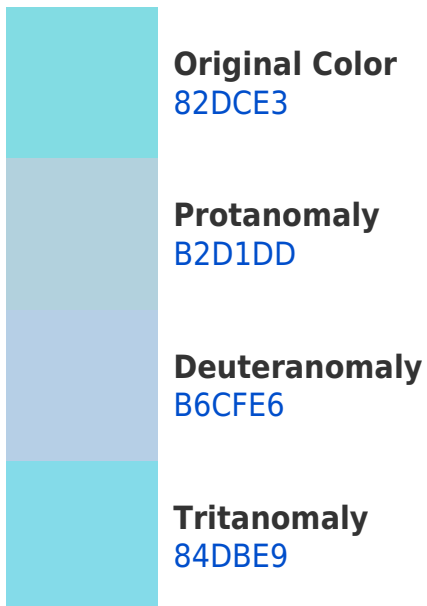 Original Color
82DCE3
Protanomaly
B2D1DD
Deuteranomaly
B6CFE6
Tritanomaly
84DBE9